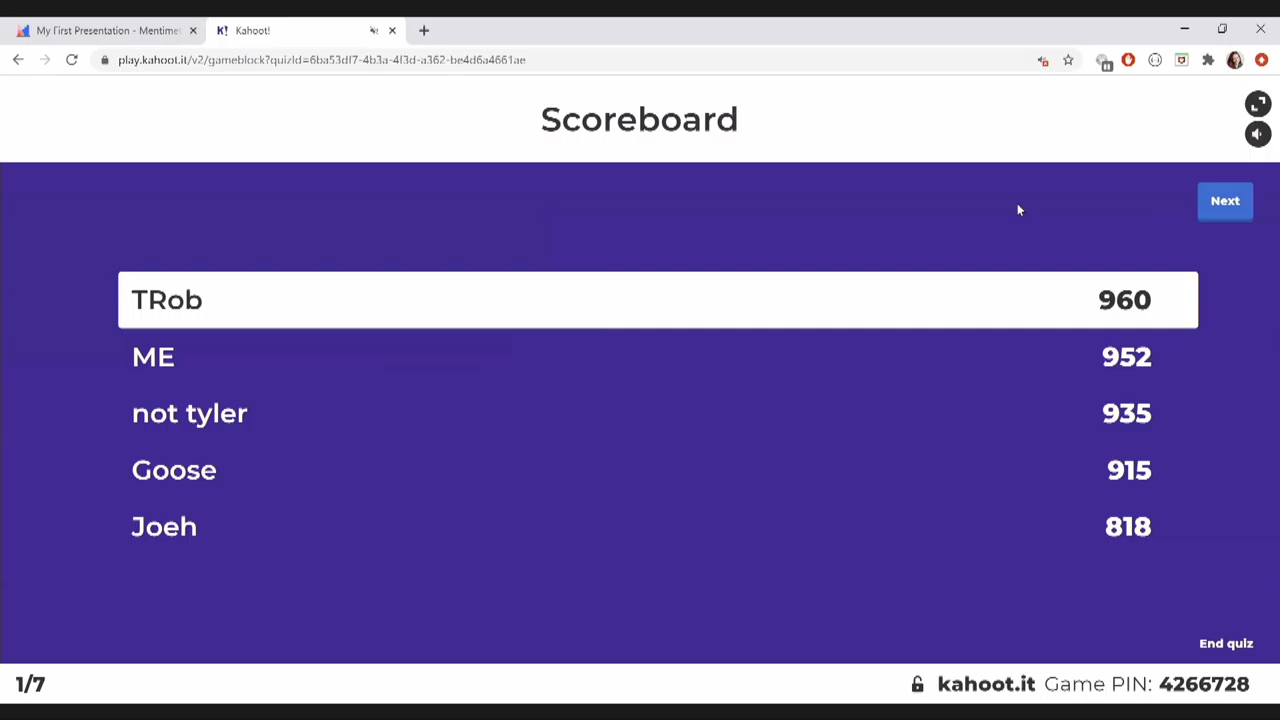 My First Presentation - Mentime
K! Kahoot!
play.kahoot.it/v2/gameblock?quizId=6ba53df7-4b3a-4f3d-a362-be4d6a4661ae
Scoreboard
Next
TRob 960
ME 952
not tyler 935
Goose 915
Joeh 818
End quiz
1/7
kahoot.it Game PIN: 4266728